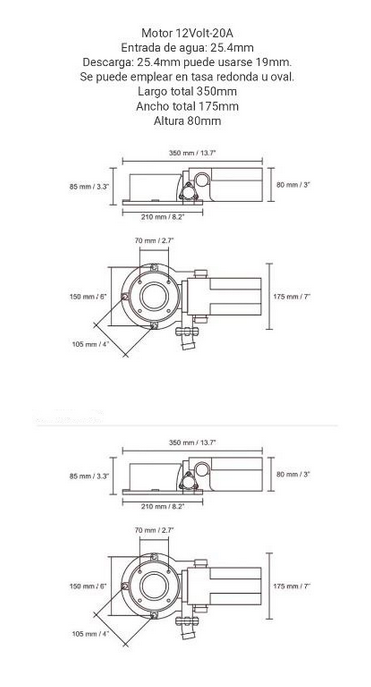 Motor 12Volt-20A
Entrada de agua: 25.4mm
Descarga: 25.4mm puede usarse 19mm.
Se puede emplear en tasa redonda u oval.
Largo total 350mm
Ancho total 175mm
Altura 80mm
350 mm / 13.7"
85 mm / 3.3"
80 mm / 3"
210 mm / 8.2"
70 mm / 2.7"
150 mm / 6"
175 mm / 7"
105 mm / 4"
350 mm / 13.7"
85 mm / 3.3"
80 mm / 3"
210 mm / 8.2"
70 mm / 2.7"
150 mm / 6"
175 mm / 7"
105 mm / 4"